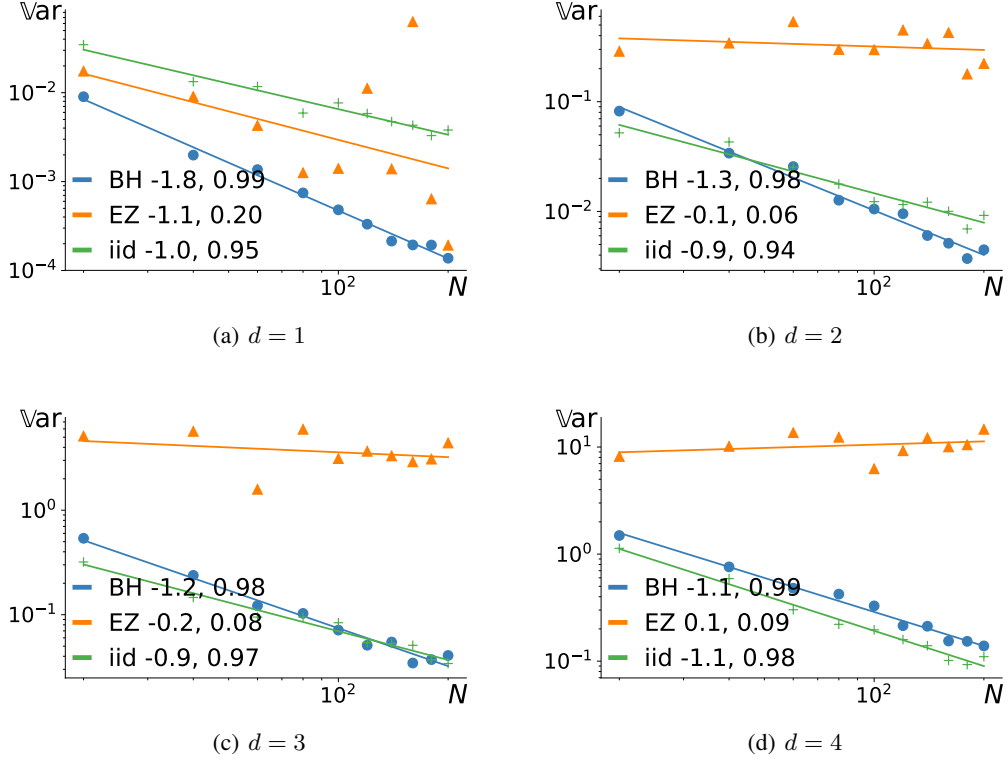 𝕍ar
10⁻²
10⁻³
10⁻⁴
BH -1.8, 0.99
EZ -1.1, 0.20
iid -1.0, 0.95
10²
N
(a) d = 1
𝕍ar
10⁻¹
10⁻²
BH -1.3, 0.98
EZ -0.1, 0.06
iid -0.9, 0.94
10²
N
(b) d = 2
𝕍ar
10⁰
10⁻¹
BH -1.2, 0.98
EZ -0.2, 0.08
iid -0.9, 0.97
10²
N
(c) d = 3
𝕍ar
10¹
10⁰
10⁻¹
BH -1.1, 0.99
EZ 0.1, 0.09
iid -1.1, 0.98
10²
N
(d) d = 4